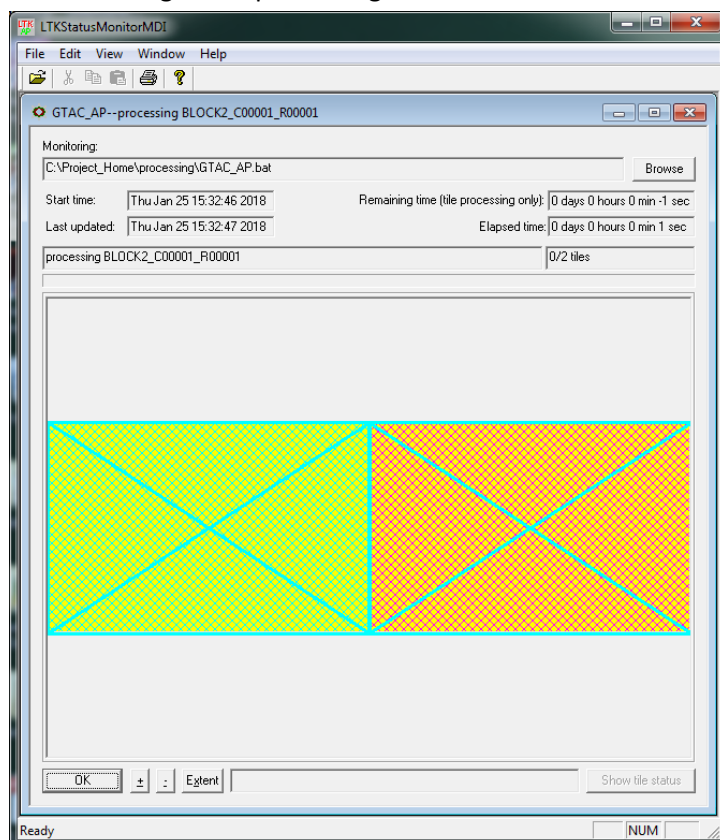 LTKStatusMonitorMDI
File Edit View Window Help
GTAC_AP--processing BLOCK2_C00001_R00001
Monitoring:
C:\Project_Home\processing\GTAC_AP.bat Browse
Start time: Thu Jan 25 15:32:46 2018 Remaining time (tile processing only): 0 days 0 hours 0 min -1 sec
Last updated: Thu Jan 25 15:32:47 2018 Elapsed time: 0 days 0 hours 0 min 1 sec
processing BLOCK2_C00001_R00001 0/2 tiles
OK + - Extent Show tile status
Ready NUM